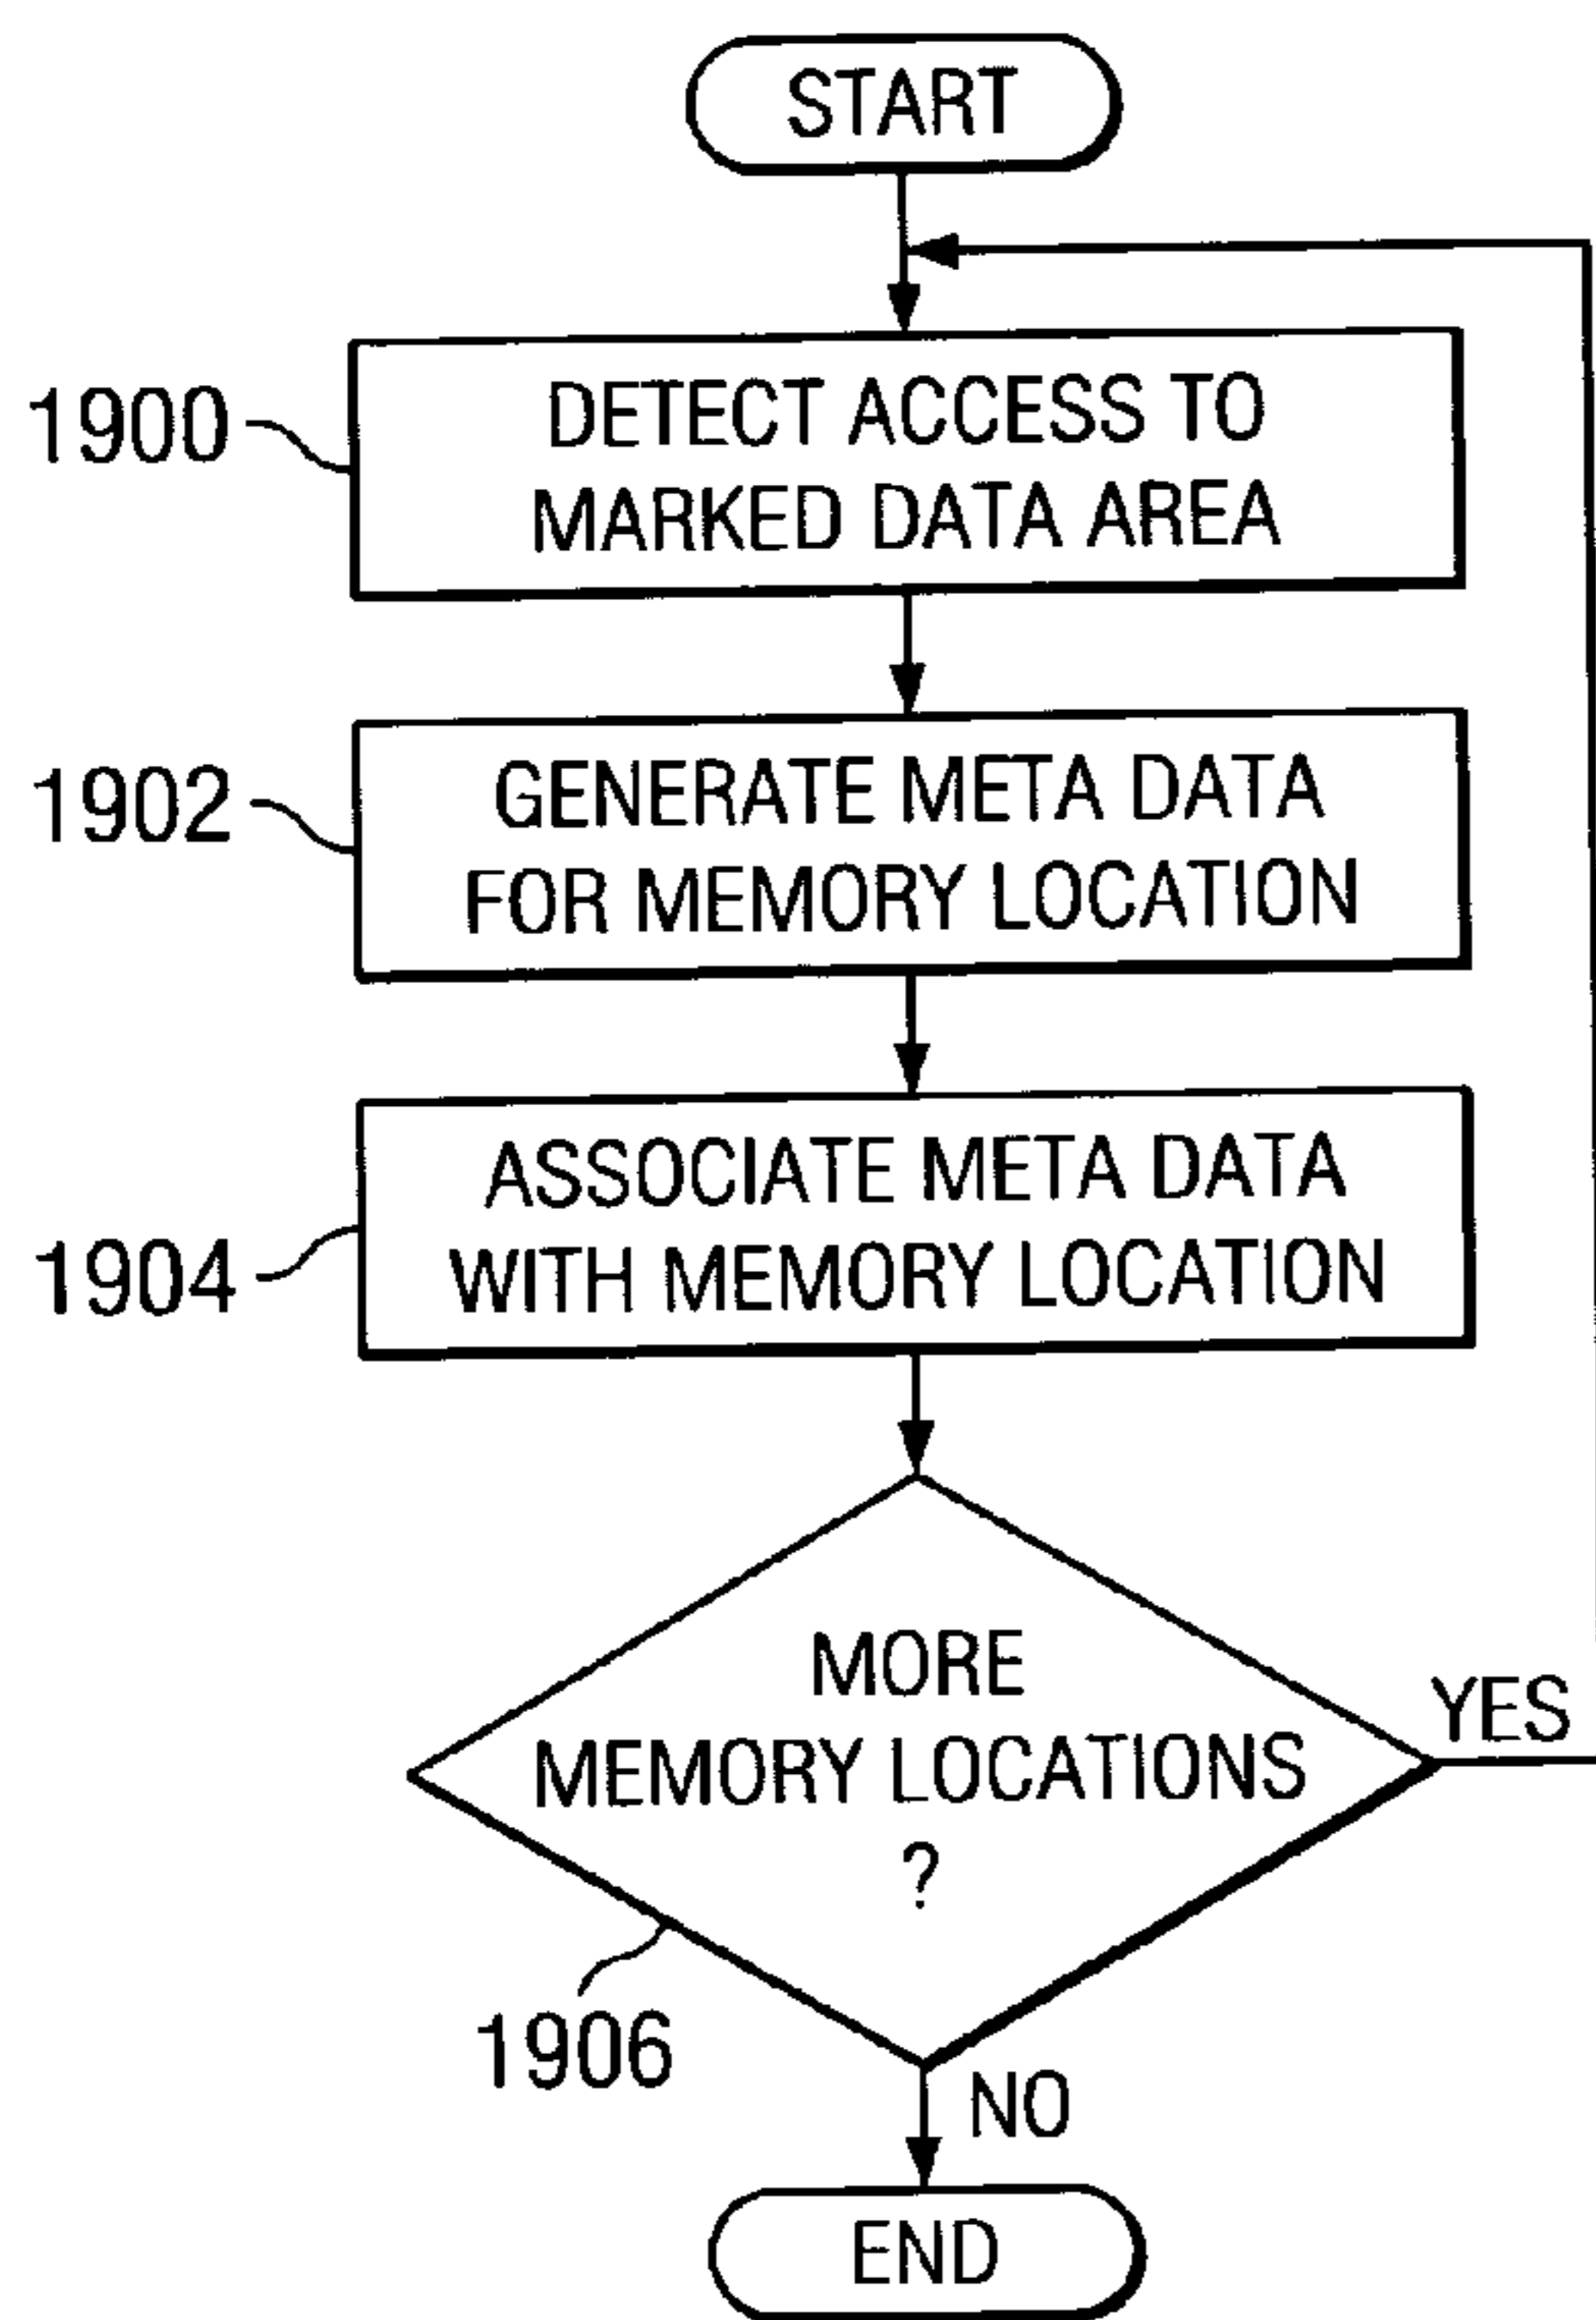 START
1900
DETECT ACCESS TO
MARKED DATA AREA
1902
GENERATE META DATA
FOR MEMORY LOCATION
1904
ASSOCIATE META DATA
WITH MEMORY LOCATION
MORE
MEMORY LOCATIONS
?
YES
1906
NO
END